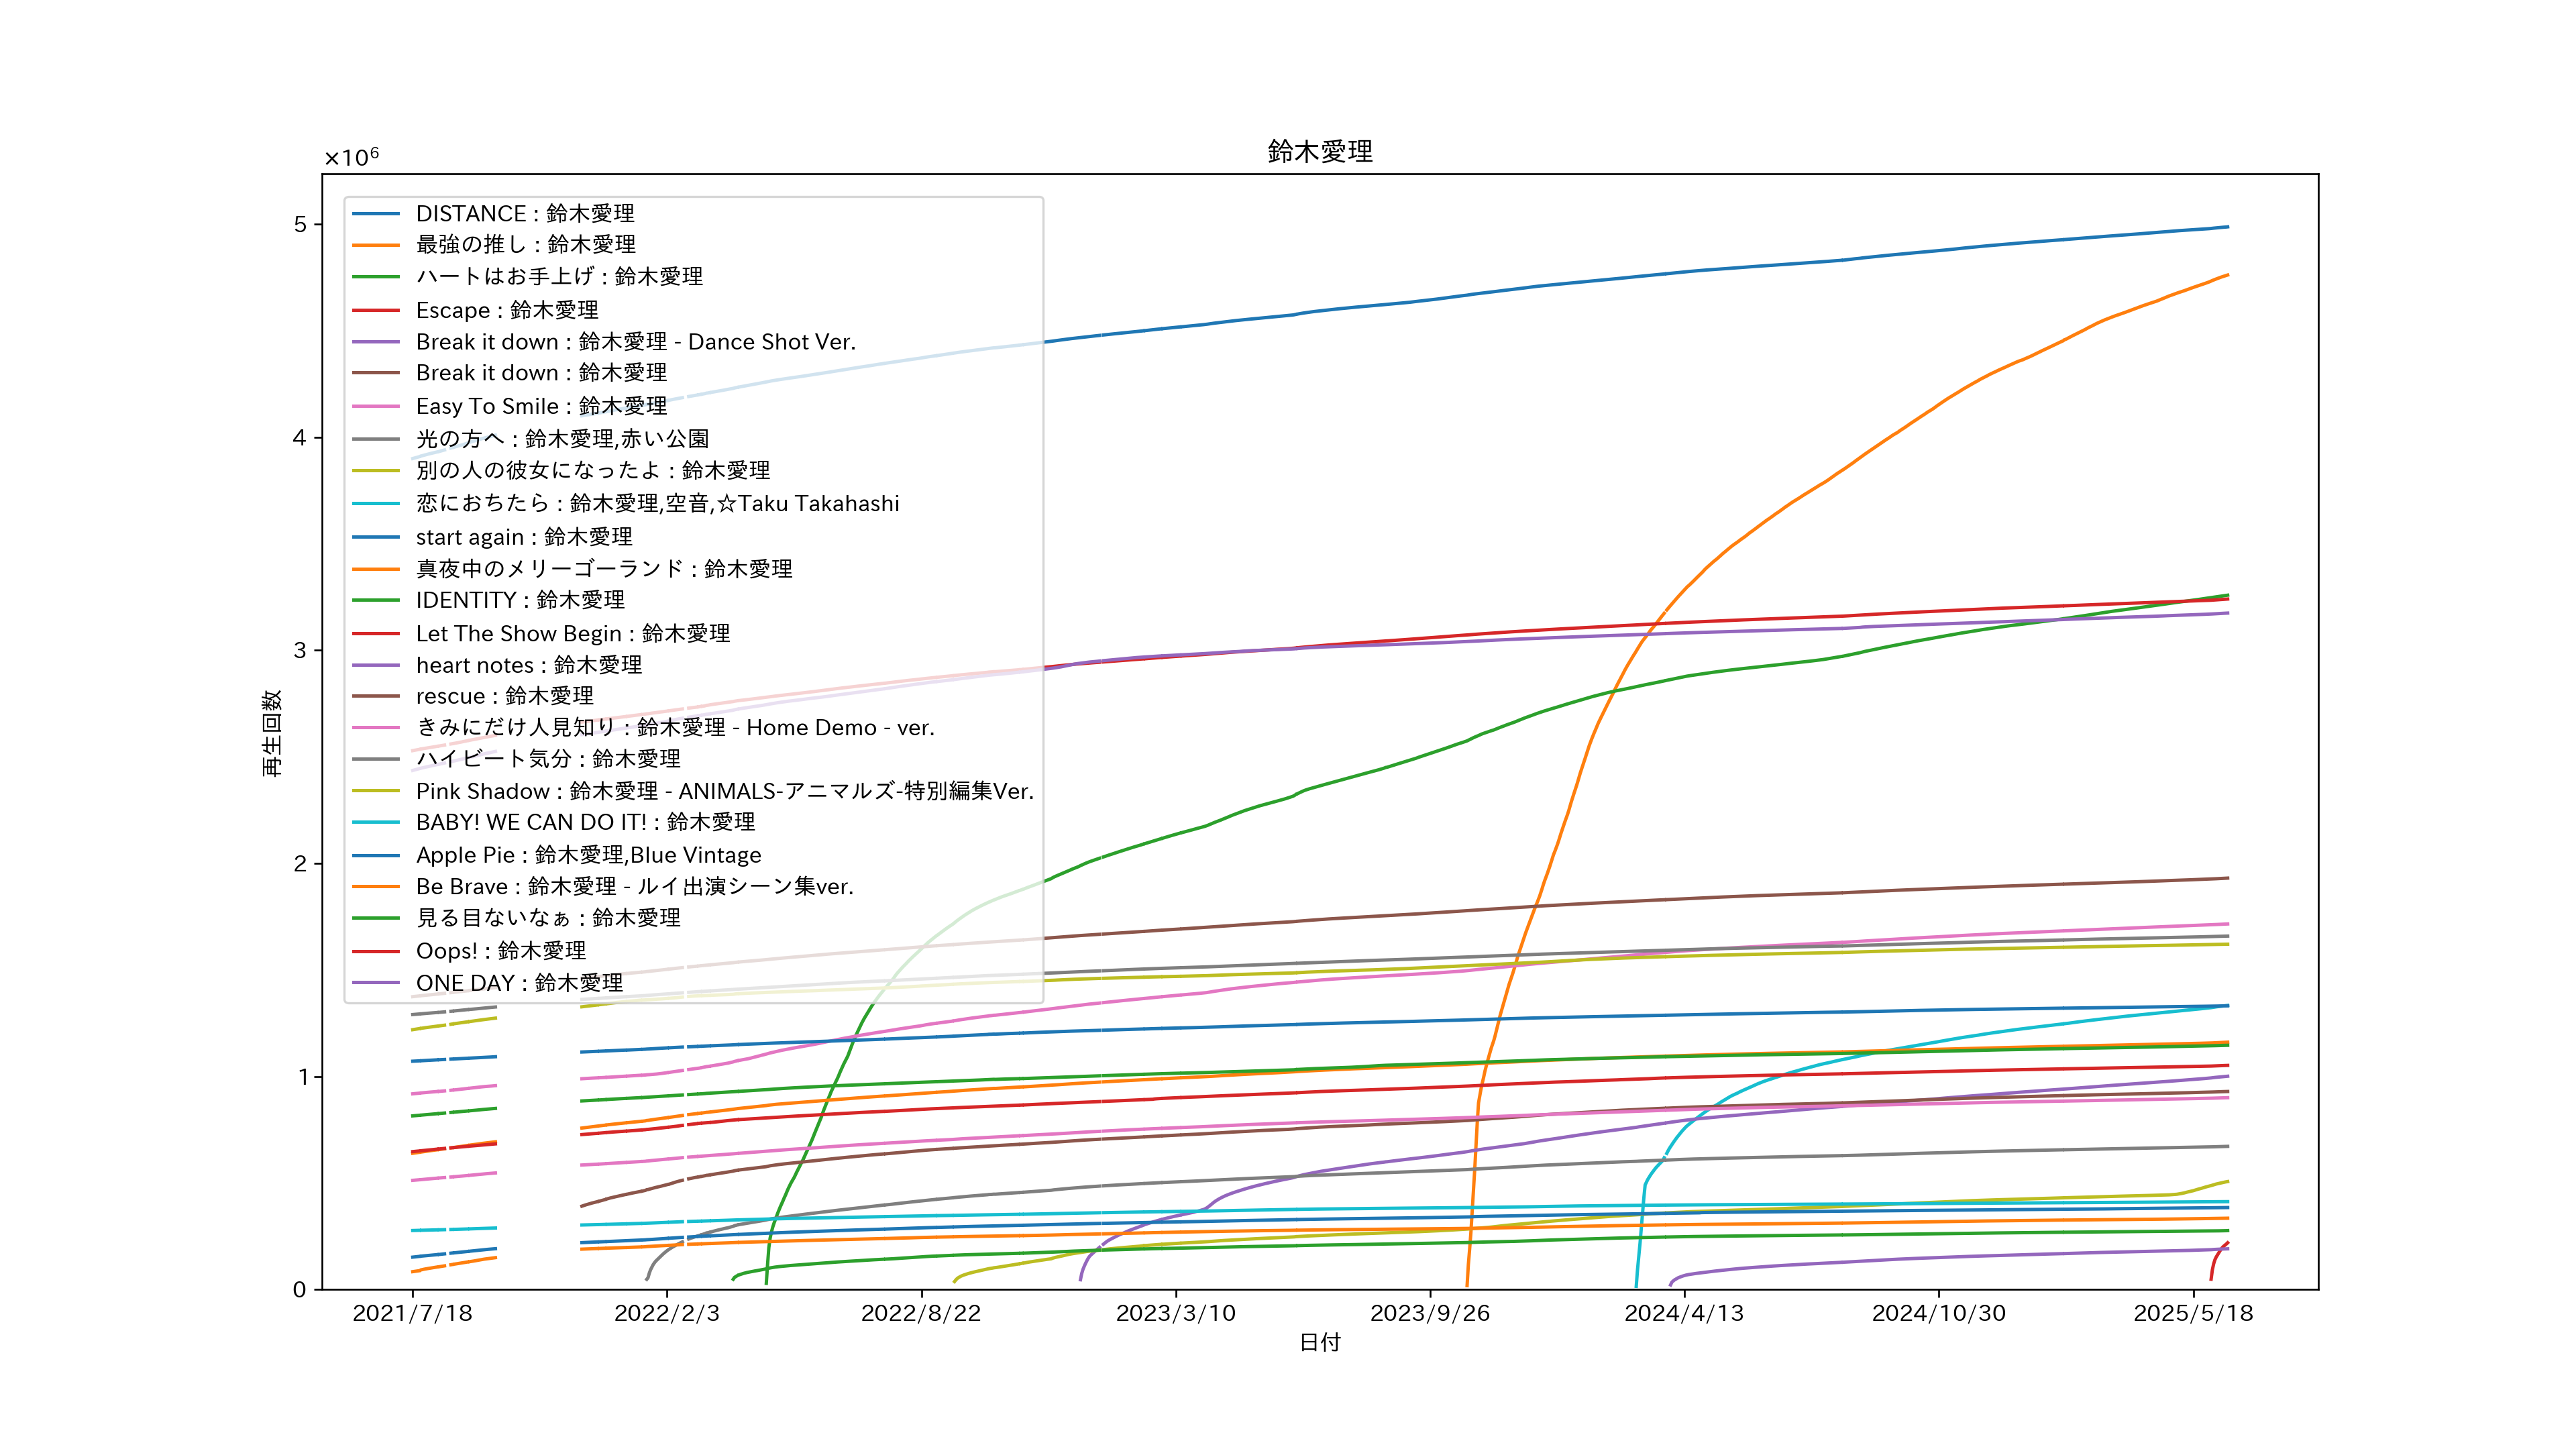 鈴木愛理
×10⁶
5
4
3
2
1
0
再生回数
DISTANCE : 鈴木愛理
最強の推し : 鈴木愛理
ハートはお手上げ : 鈴木愛理
Escape : 鈴木愛理
Break it down : 鈴木愛理 - Dance Shot Ver.
Break it down : 鈴木愛理
Easy To Smile : 鈴木愛理
光の方へ : 鈴木愛理,赤い公園
別の人の彼女になったよ : 鈴木愛理
恋におちたら : 鈴木愛理,空音,☆Taku Takahashi
start again : 鈴木愛理
真夜中のメリーゴーランド : 鈴木愛理
IDENTITY : 鈴木愛理
Let The Show Begin : 鈴木愛理
heart notes : 鈴木愛理
rescue : 鈴木愛理
きみにだけ人見知り : 鈴木愛理 - Home Demo - ver.
ハイビート気分 : 鈴木愛理
Pink Shadow : 鈴木愛理 - ANIMALS-アニマルズ-特別編集Ver.
BABY! WE CAN DO IT! : 鈴木愛理
Apple Pie : 鈴木愛理,Blue Vintage
Be Brave : 鈴木愛理 - ルイ出演シーン集ver.
見る目ないなぁ : 鈴木愛理
Oops! : 鈴木愛理
ONE DAY : 鈴木愛理
2021/7/18 2022/2/3 2022/8/22 2023/3/10 2023/9/26 2024/4/13 2024/10/30 2025/5/18
日付